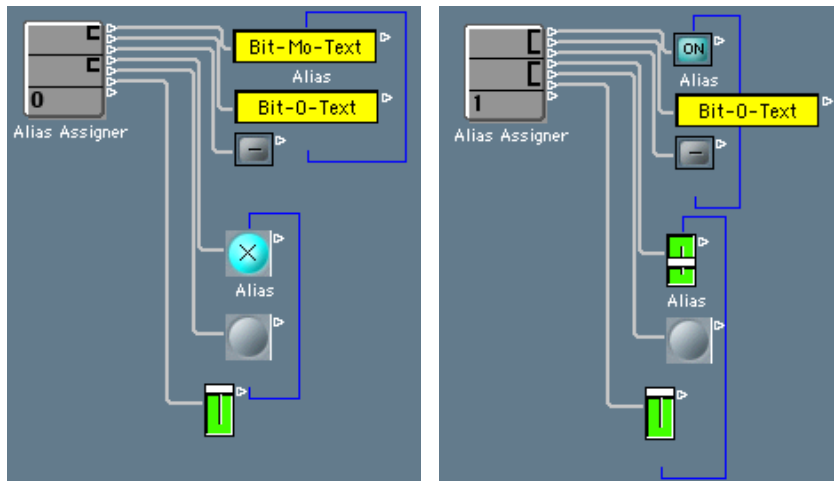 Bit-Mo-Text
Alias
Bit-O-Text
0
Alias Assigner
Alias
ON
Alias
Bit-O-Text
1
Alias Assigner
Alias